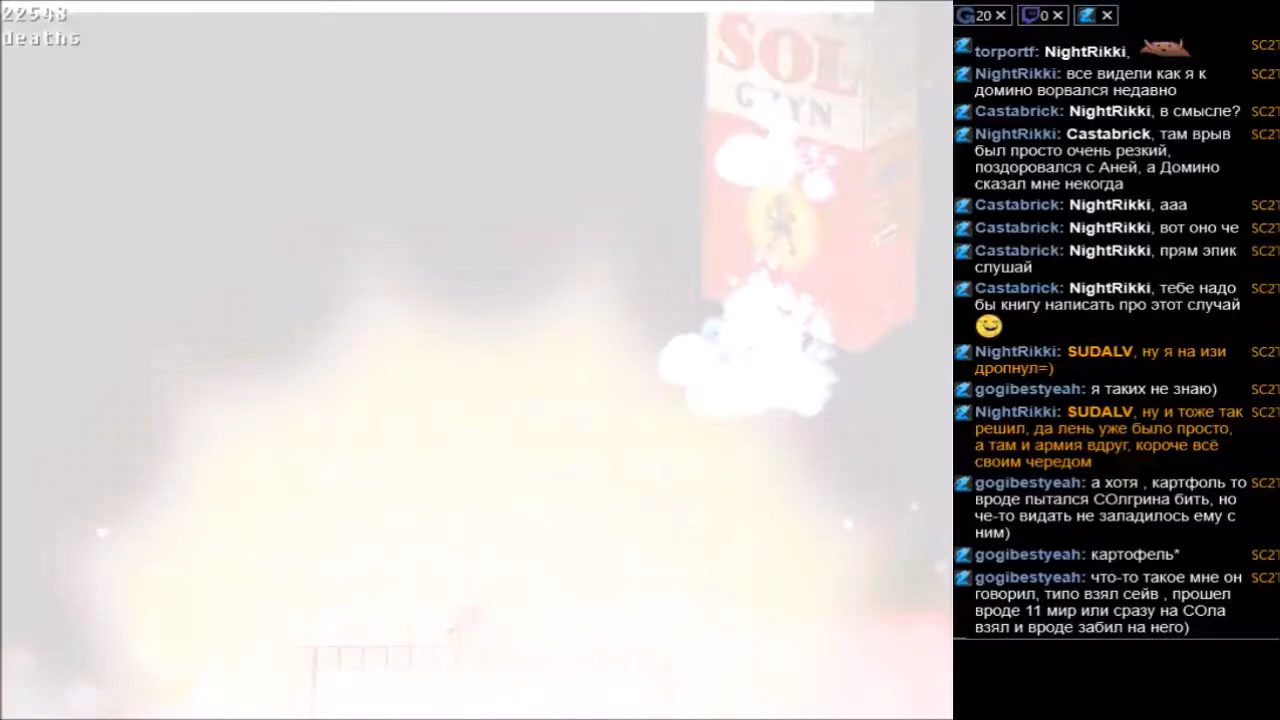 22543
deaths
SOL
20 ✕ 0 ✕ ✕
torportf: NightRikki,
SC2T
NightRikki: все видели как я к
SC2T
домино ворвался недавно
Castabrick: NightRikki, в смысле?
SC2T
NightRikki: Castabrick, там врыв
SC2T
был просто очень резкий,
поздоровался с Аней, а Домино
сказал мне некогда
Castabrick: NightRikki, ааа
SC2T
Castabrick: NightRikki, вот оно че
SC2T
Castabrick: NightRikki, прям эпик
SC2T
слушай
Castabrick: NightRikki, тебе надо
SC2T
бы книгу написать про этот случай
NightRikki: SUDALV, ну я на изи
SC2T
дропнул=)
gogibestyeah: я таких не знаю)
SC2T
NightRikki: SUDALV, ну и тоже так
SC2T
решил, да лень уже было просто,
а там и армия вдруг, короче всё
своим чередом
gogibestyeah: а хотя , картфоль то
SC2T
вроде пытался СОлгрина бить, но
че-то видать не заладилось ему с
ним)
gogibestyeah: картофель*
SC2T
gogibestyeah: что-то такое мне он
SC2T
говорил, типо взял сейв , прошел
вроде 11 мир или сразу на СОла
взял и вроде забил на него)